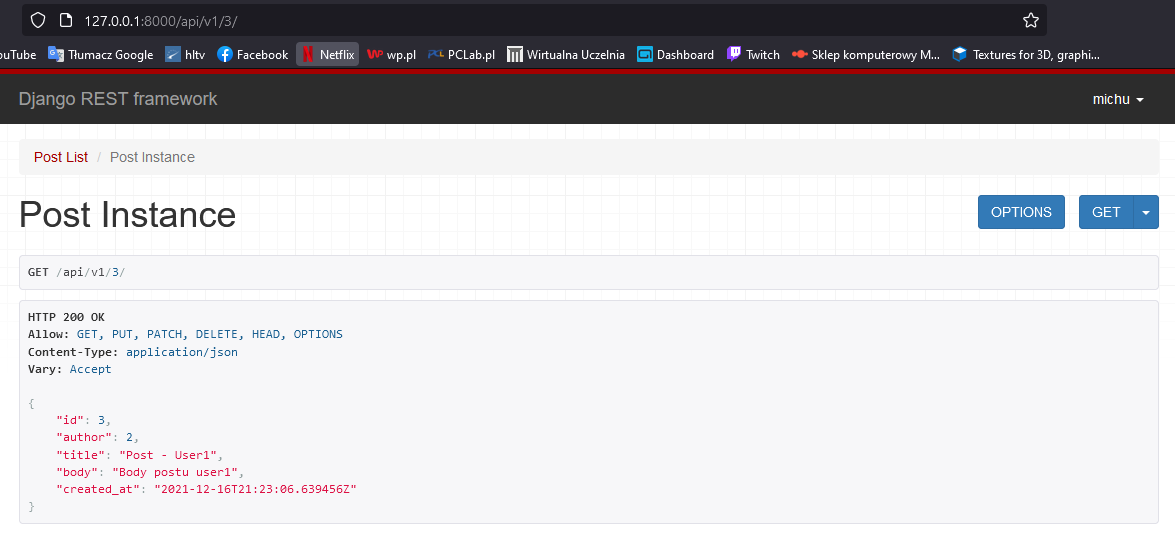 127.0.0.1:8000/api/v1/3/
ouTube Tłumacz Google hltv Facebook Netflix WP wp.pl PCL PCLab.pl Wirtualna Uczelnia Dashboard Twitch Sklep komputerowy M... Textures for 3D, graphi...
Django REST framework michu
Post List / Post Instance
Post Instance OPTIONS GET
GET /api/v1/3/
HTTP 200 OK
Allow: GET, PUT, PATCH, DELETE, HEAD, OPTIONS
Content-Type: application/json
Vary: Accept
{
"id": 3,
"author": 2,
"title": "Post - User1",
"body": "Body postu user1",
"created_at": "2021-12-16T21:23:06.639456Z"
}